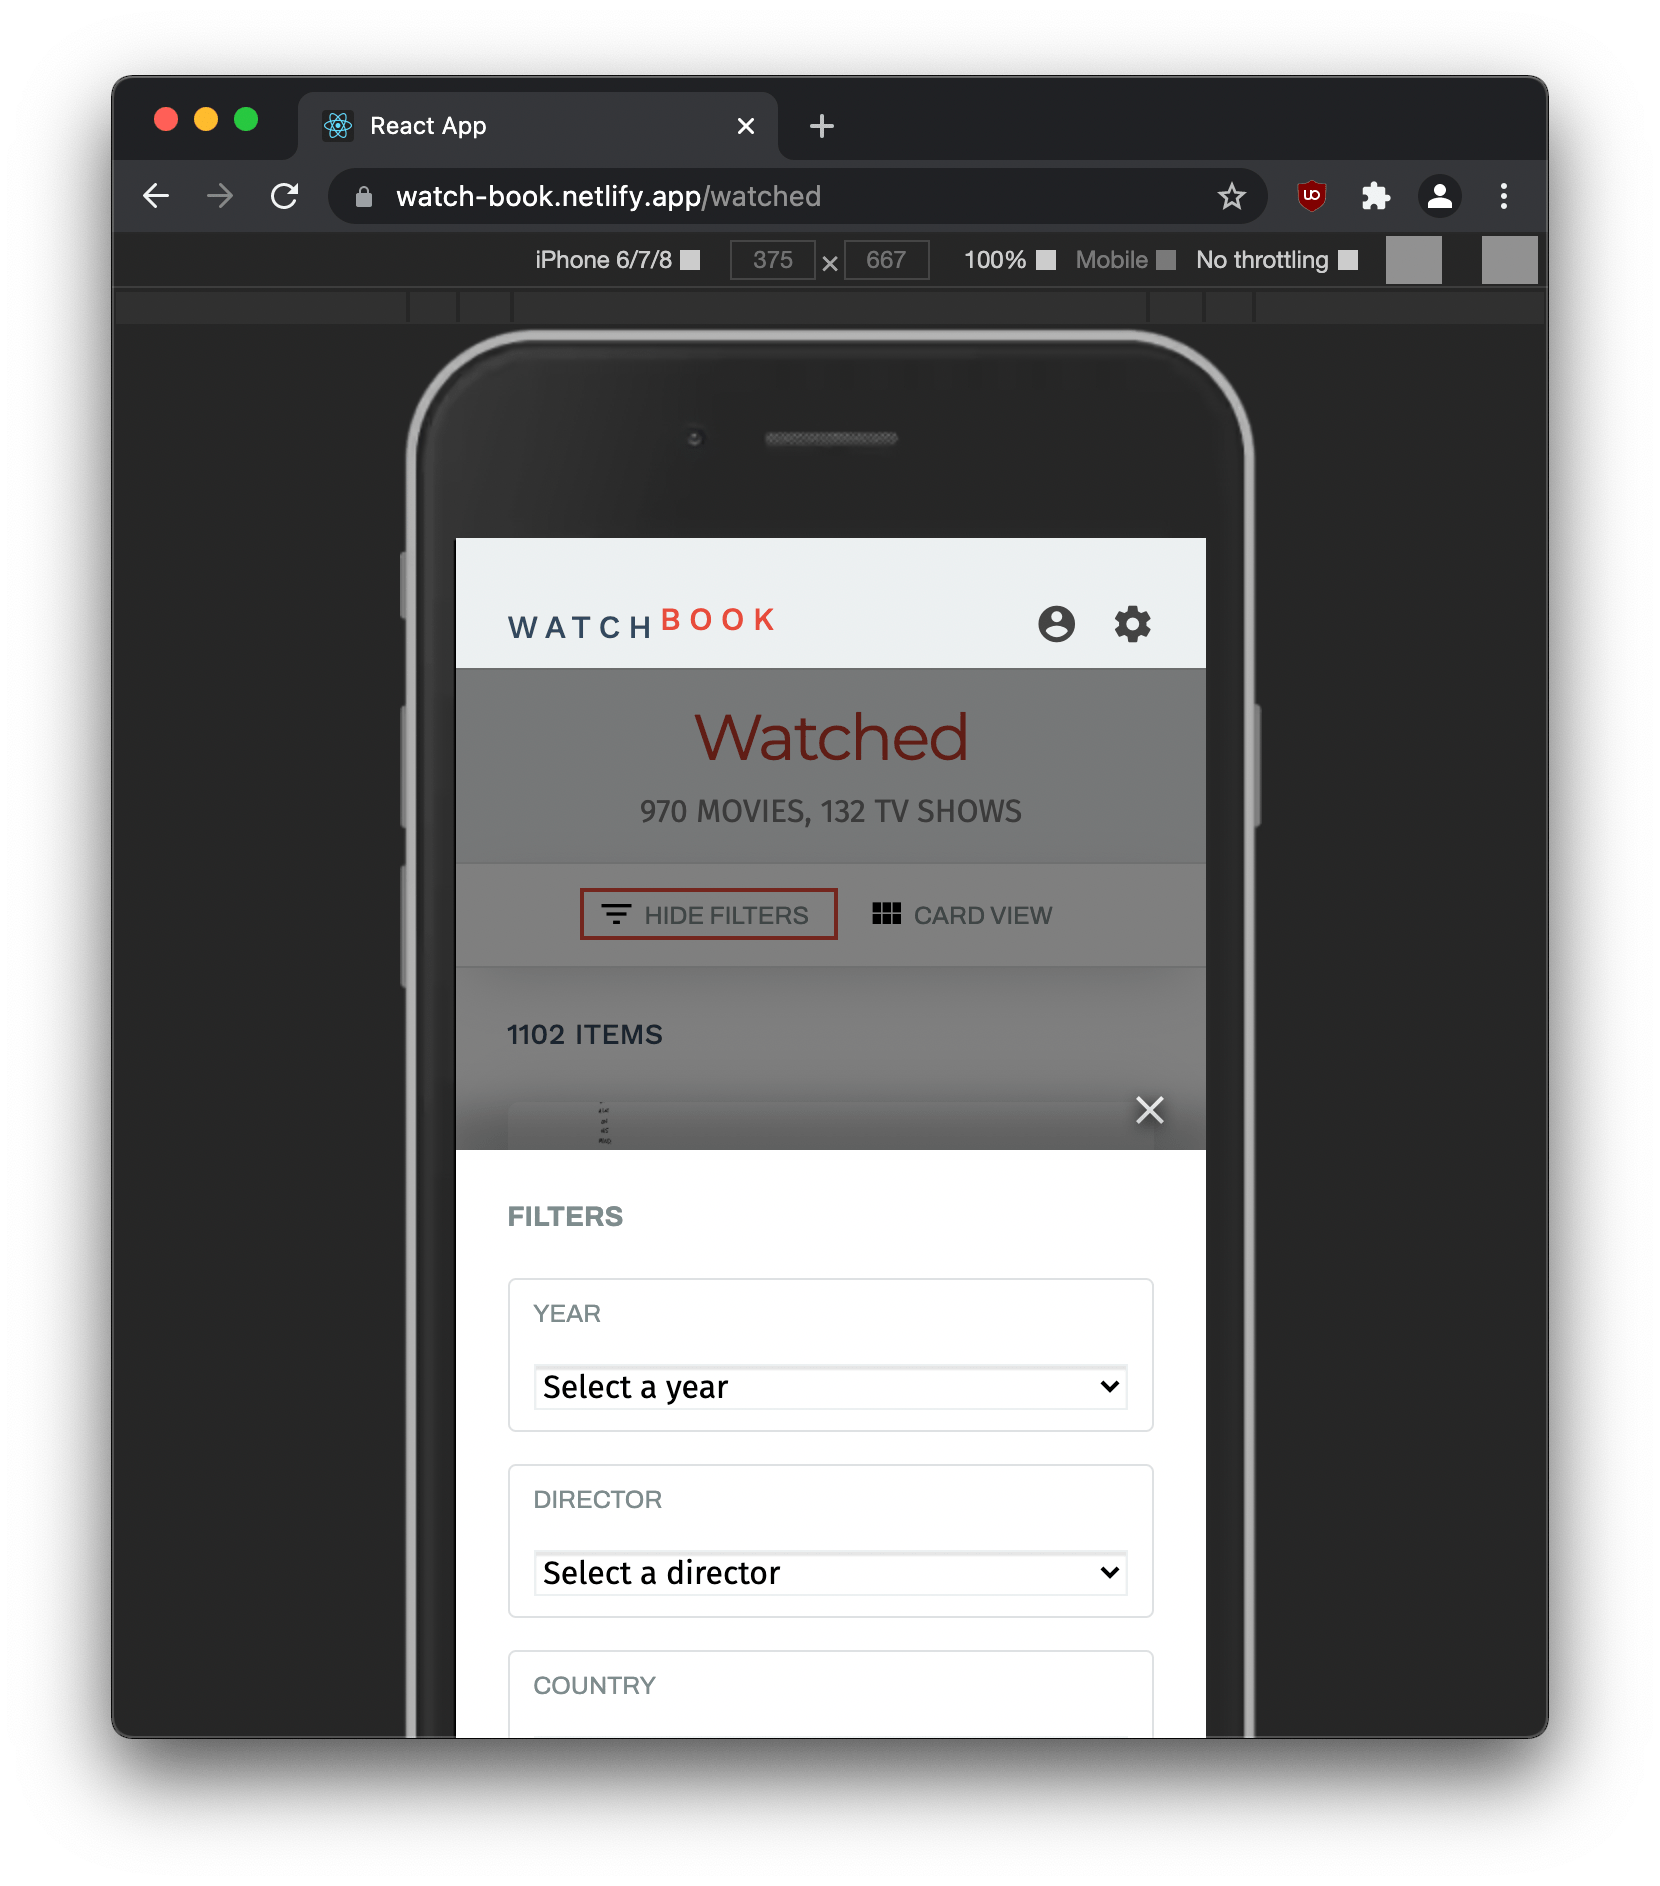 React App
watch-book.netlify.app/watched
iPhone 6/7/8 375 × 667 100% Mobile No throttling
WATCHBOOK
Watched
970 MOVIES, 132 TV SHOWS
HIDE FILTERS CARD VIEW
1102 ITEMS
FILTERS
YEAR
Select a year
DIRECTOR
Select a director
COUNTRY